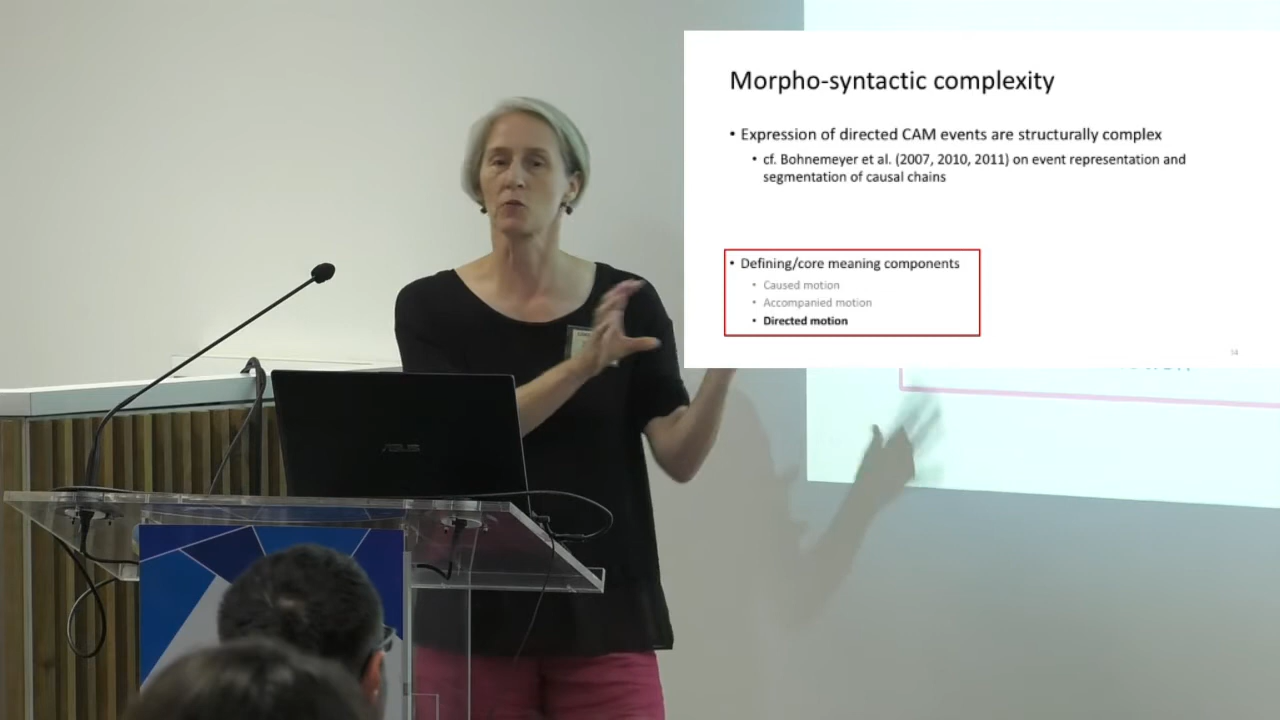 Morpho-syntactic complexity
• Expression of directed CAM events are structurally complex
• cf. Bohnemeyer et al. (2007, 2010, 2011) on event representation and
segmentation of causal chains
• Defining/core meaning components
• Caused motion
• Accompanied motion
• Directed motion
14
ASUS